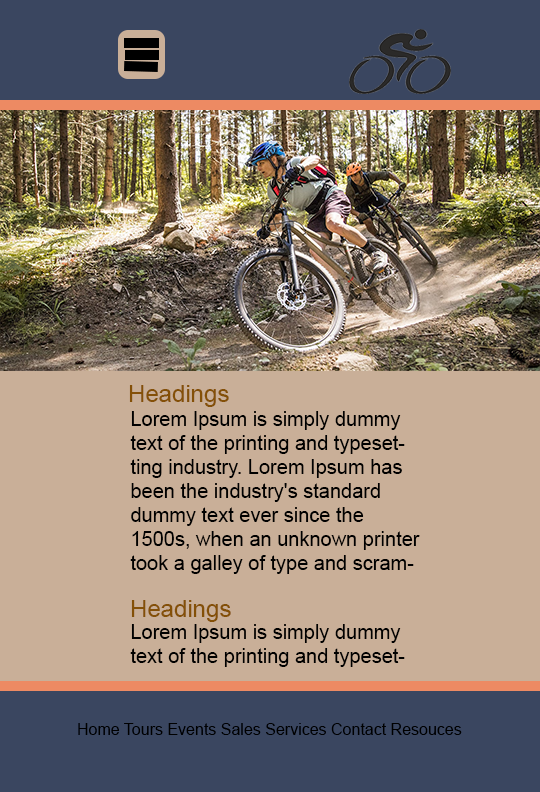 Headings
Lorem Ipsum is simply dummy
text of the printing and typeset-
ting industry. Lorem Ipsum has
been the industry's standard
dummy text ever since the
1500s, when an unknown printer
took a galley of type and scram-
Headings
Lorem Ipsum is simply dummy
text of the printing and typeset-
Home Tours Events Sales Services Contact Resouces